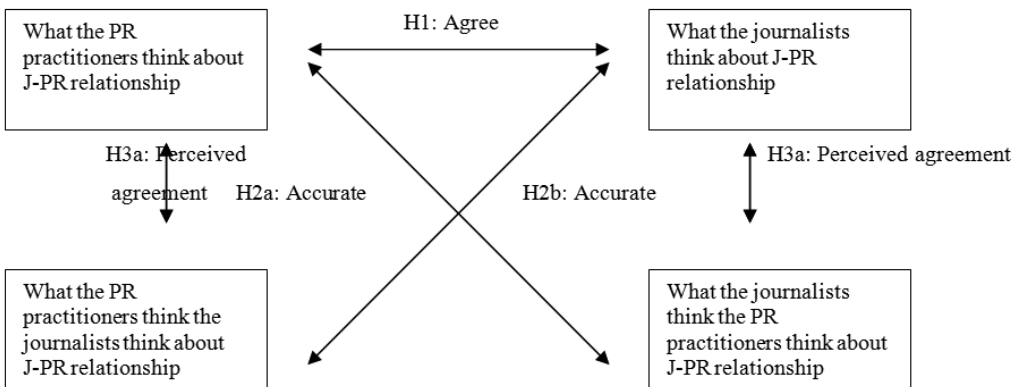 H1: Agree
What the PR
practitioners think about
J-PR relationship
What the journalists
think about J-PR
relationship
H3a: Perceived
agreement
H2a: Accurate
H2b: Accurate
H3a: Perceived agreement
What the PR
practitioners think the
journalists think about
J-PR relationship
What the journalists
think the PR
practitioners think about
J-PR relationship